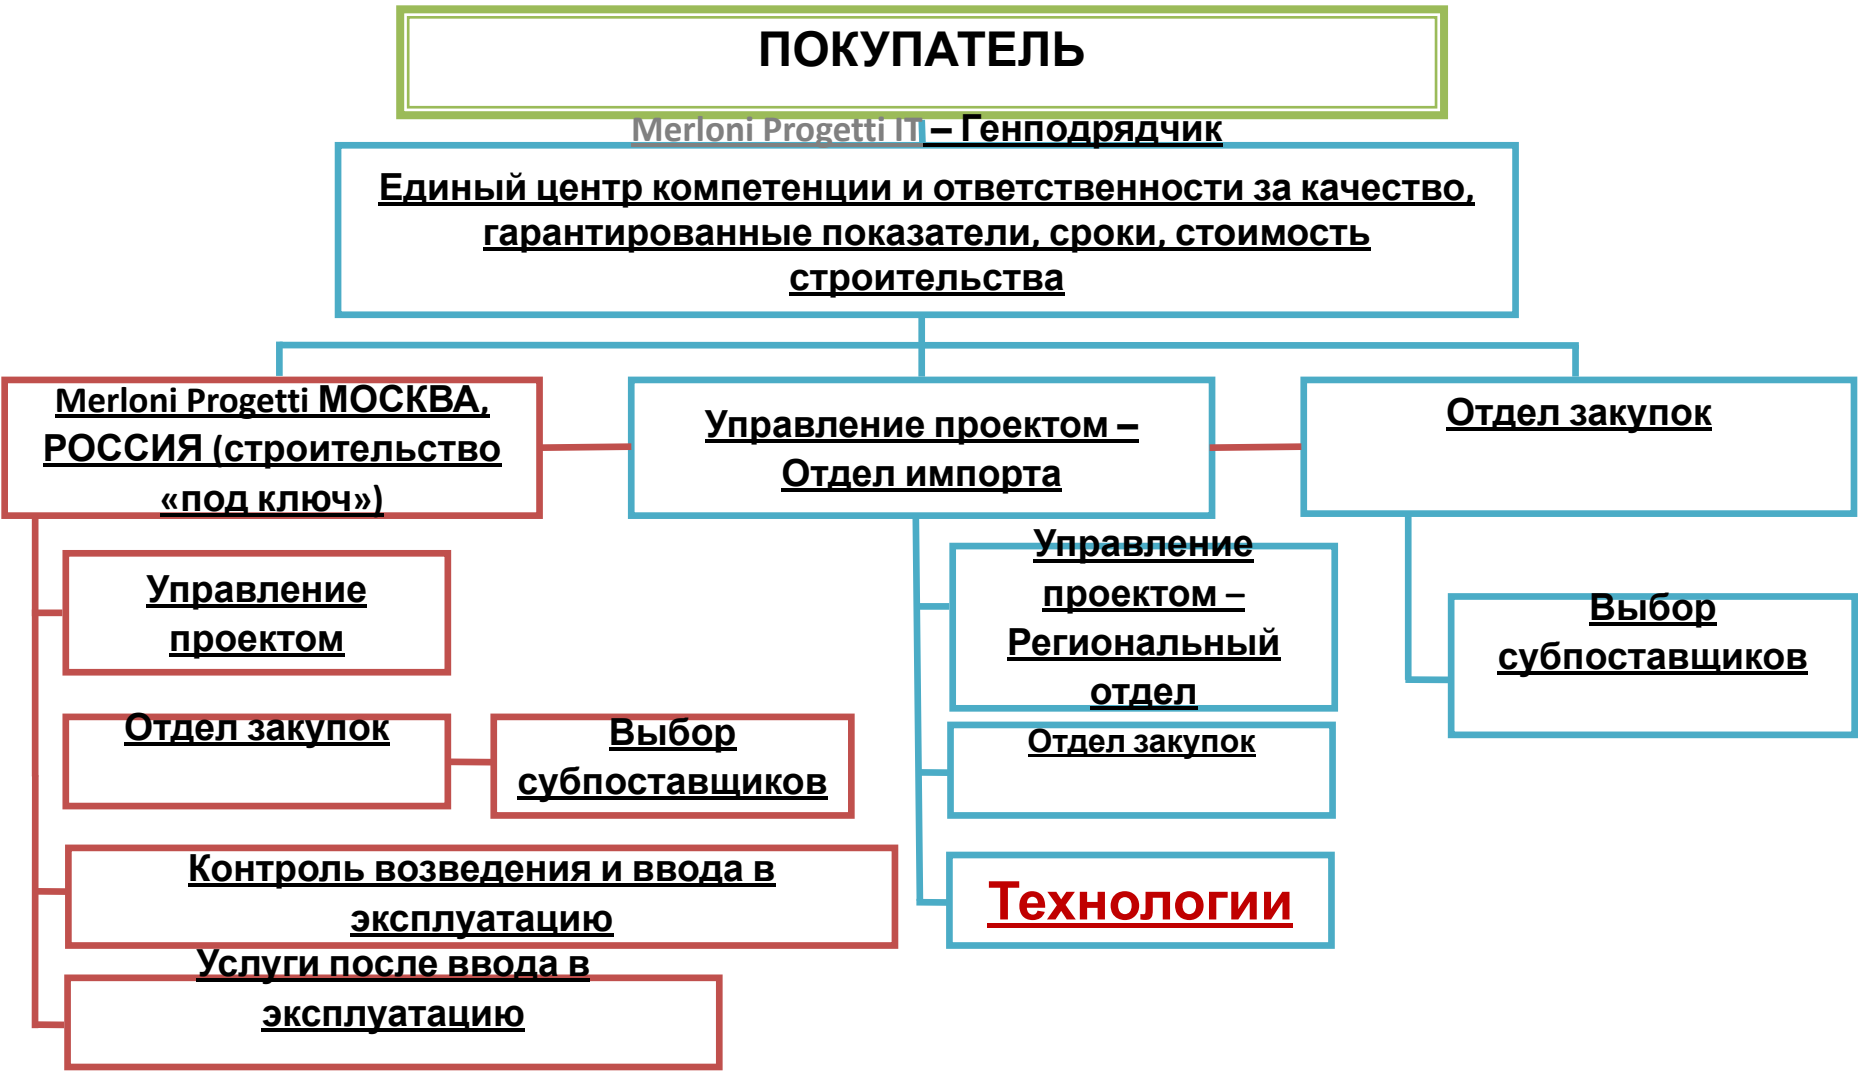 ПОКУПАТЕЛЬ
Merloni Progetti IT – Генподрядчик
Единый центр компетенции и ответственности за качество,
гарантированные показатели, сроки, стоимость
строительства
Merloni Progetti МОСКВА,
РОССИЯ (строительство
«под ключ»)
Управление проектом –
Отдел импорта
Отдел закупок
Управление
проектом
Управление
проектом –
Региональный
отдел
Выбор
субпоставщиков
Отдел закупок
Выбор
субпоставщиков
Отдел закупок
Контроль возведения и ввода в
эксплуатацию
Технологии
Услуги после ввода в
эксплуатацию